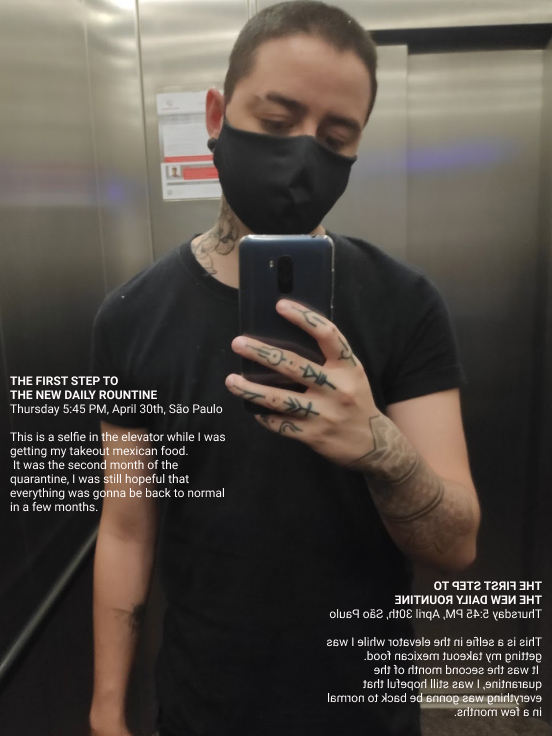 THE FIRST STEP TO
THE NEW DAILY ROUNTINE
Thursday 5:45 PM, April 30th, São Paulo
This is a selfie in the elevator while I was
getting my takeout mexican food.
It was the second month of the
quarantine, I was still hopeful that
everything was gonna be back to normal
in a few months.
THE FIRST STEP TO
THE NEW DAILY ROUNTINE
Thursday 5:45 PM, April 30th, São Paulo
This is a selfie in the elevator while I was
getting my takeout mexican food.
It was the second month of the
quarantine, I was still hopeful that
everything was gonna be back to normal
in a few months.